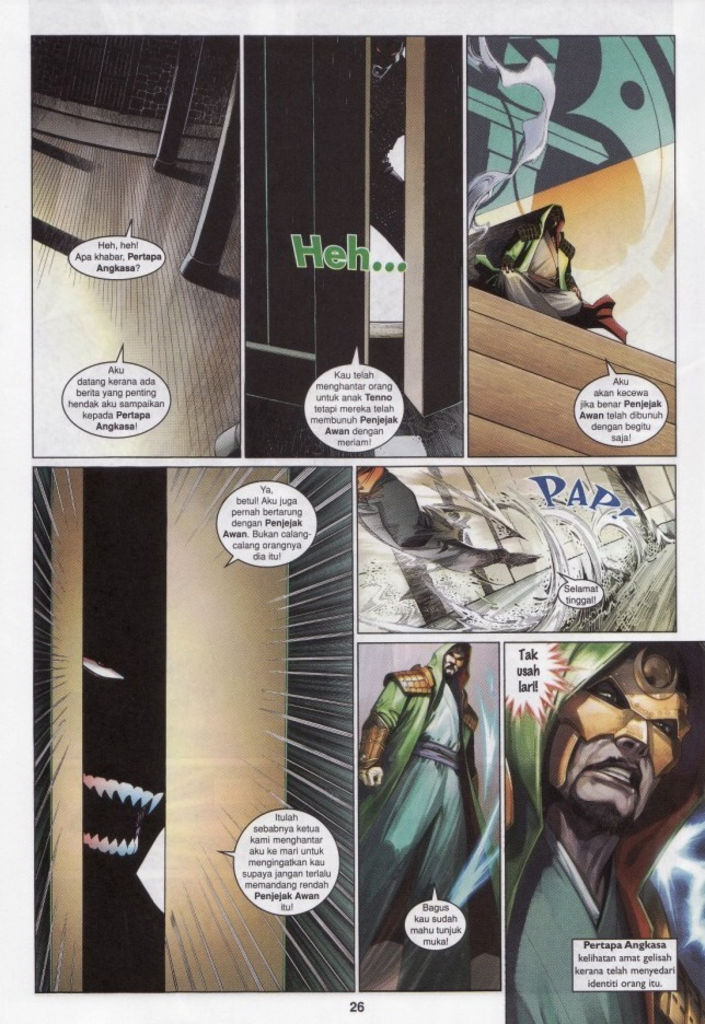 Heh, heh!
Apa khabar, Pertapa
Angkasa?
Aku
datang kerana ada
berita yang penting
hendak aku sampaikan
kepada Pertapa
Angkasa!
Heh...
Kau telah
menghantar orang
untuk anak Tenno
tetapi mereka telah
membunuh Penjejak
Awan dengan
meriam!
Aku
akan kecewa
jika benar Penjejak
Awan telah dibunuh
dengan begitu
saja!
Ya,
betul! Aku juga
pernah bertarung
dengan Penjejak
Awan. Bukan calang-
calang orangnya
dia itu!
Itulah
sebabnya ketua
kami menghantar
aku ke mari untuk
mengingatkan kau
supaya jangan terlalu
memandang rendah
Penjejak Awan
itu!
PAP!
Selamat
tinggal!
Bagus
kau sudah
mahu tunjuk
muka!
Tak
usah
lari!
Pertapa Angkasa
kelihatan amat gelisah
kerana telah menyedari
identiti orang itu.
26